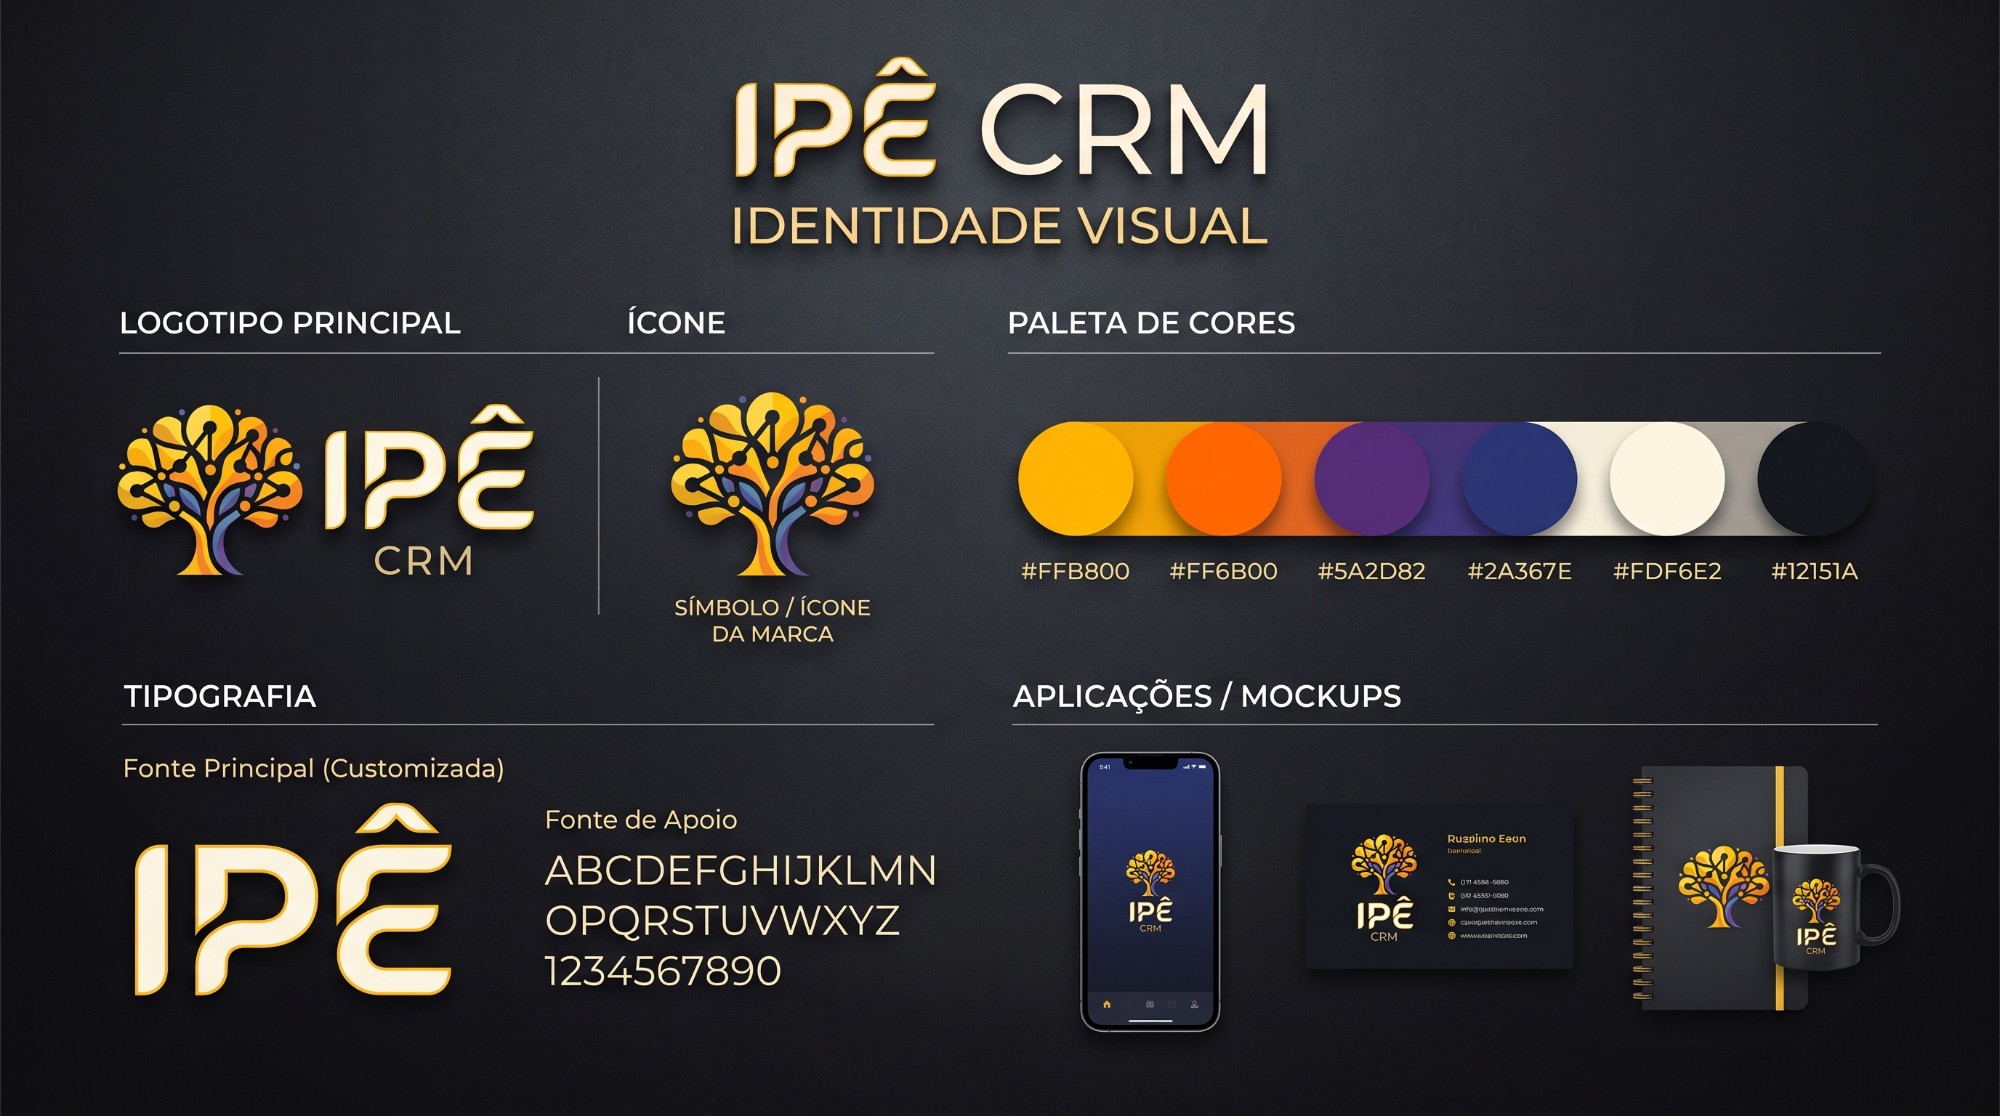 IPÊ CRM
IDENTIDADE VISUAL
LOGOTIPO PRINCIPAL
IPÊ
CRM
ÍCONE
SÍMBOLO / ÍCONE
DA MARCA
PALETA DE CORES
#FFB800
#FF6B00
#5A2D82
#2A367E
#FDF6E2
#12151A
TIPOGRAFIA
Fonte Principal (Customizada)
IPÊ
Fonte de Apoio
ABCDEFGHIJKLMN
OPQRSTUVWXYZ
1234567890
APLICAÇÕES / MOCKUPS
9:41
IPÊ
CRM
IPÊ
CRM
IPÊ
CRM